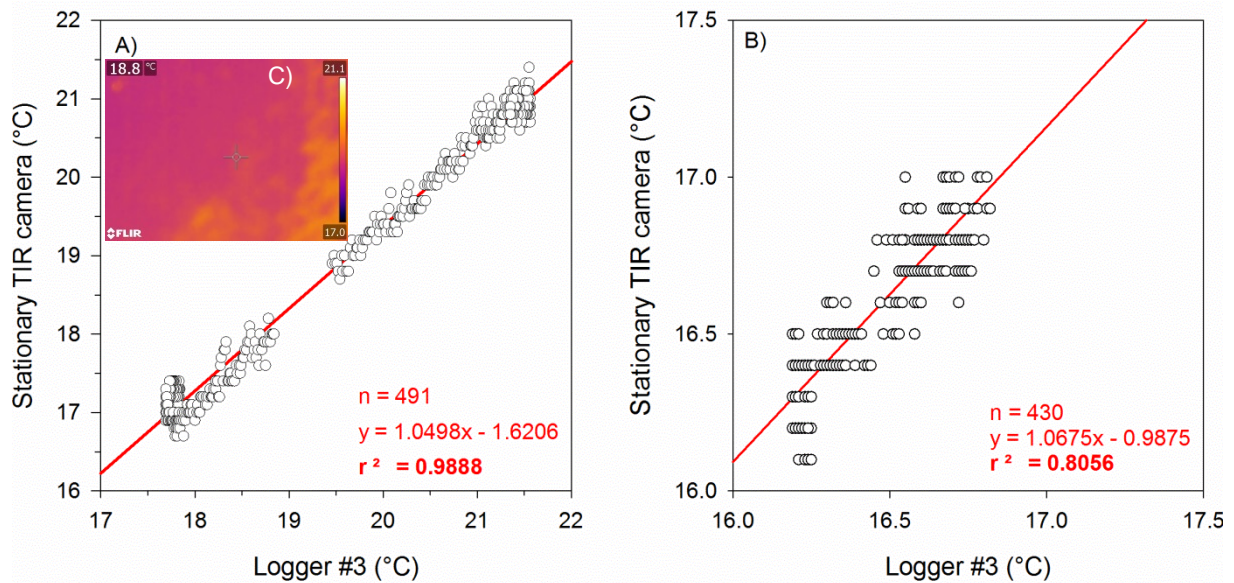 22
21
20
19
18
17
16
Stationary TIR camera (°C)
A)
18.8 °C
C)
21.1
17.0
FLIR
n = 491
y = 1.0498x - 1.6206
r ² = 0.9888
17 18 19 20 21 22
Logger #3 (°C)
17.5
17.0
16.5
16.0
Stationary TIR camera (°C)
B)
n = 430
y = 1.0675x - 0.9875
r ² = 0.8056
16.0 16.5 17.0 17.5
Logger #3 (°C)